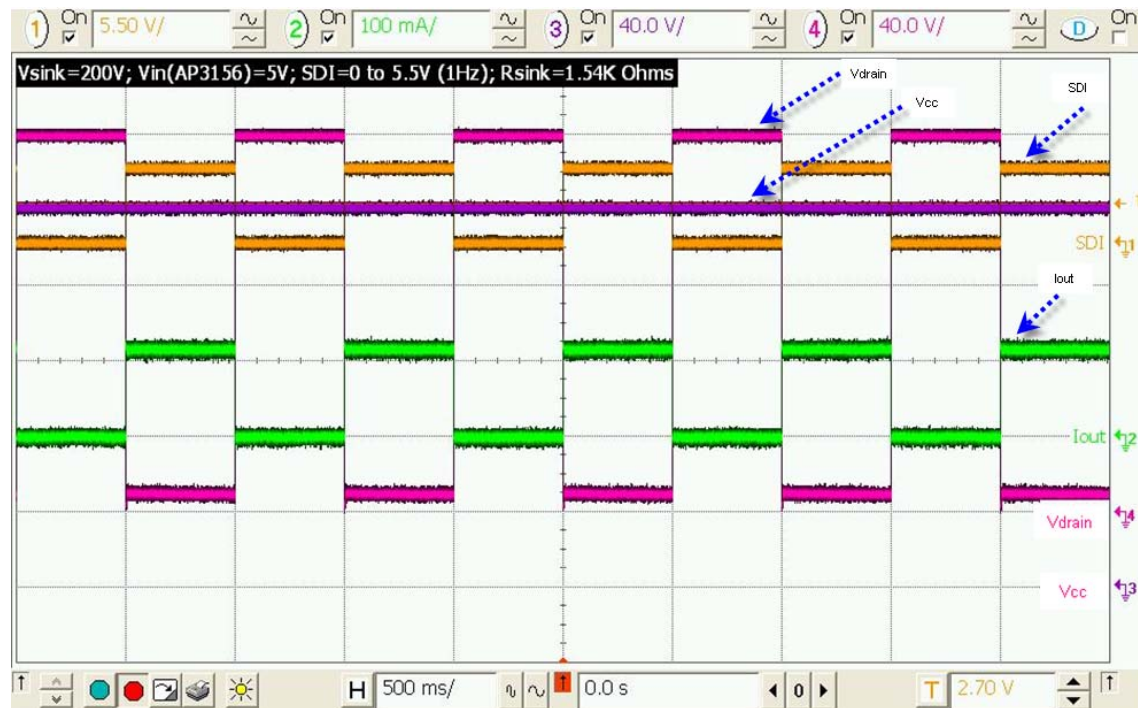 1 On 5.50 V/ 2 On 100 mA/ 3 On 40.0 V/ 4 On 40.0 V/ D On
Vsink=200V; Vin(AP3156)=5V; SDI=0 to 5.5V (1Hz); Rsink=1.54K Ohms
Vdrain
Vcc
SDI
SDI 1
Iout
Iout 2
4
Vdrain
Vcc 3
H 500 ms/ 0.0 s 0 T 2.70 V